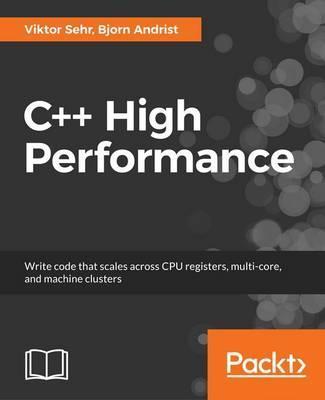 Viktor Sehr, Bjorn Andrist
C++ High
Performance
Write code that scales across CPU registers, multi-core,
and machine clusters
Packt>